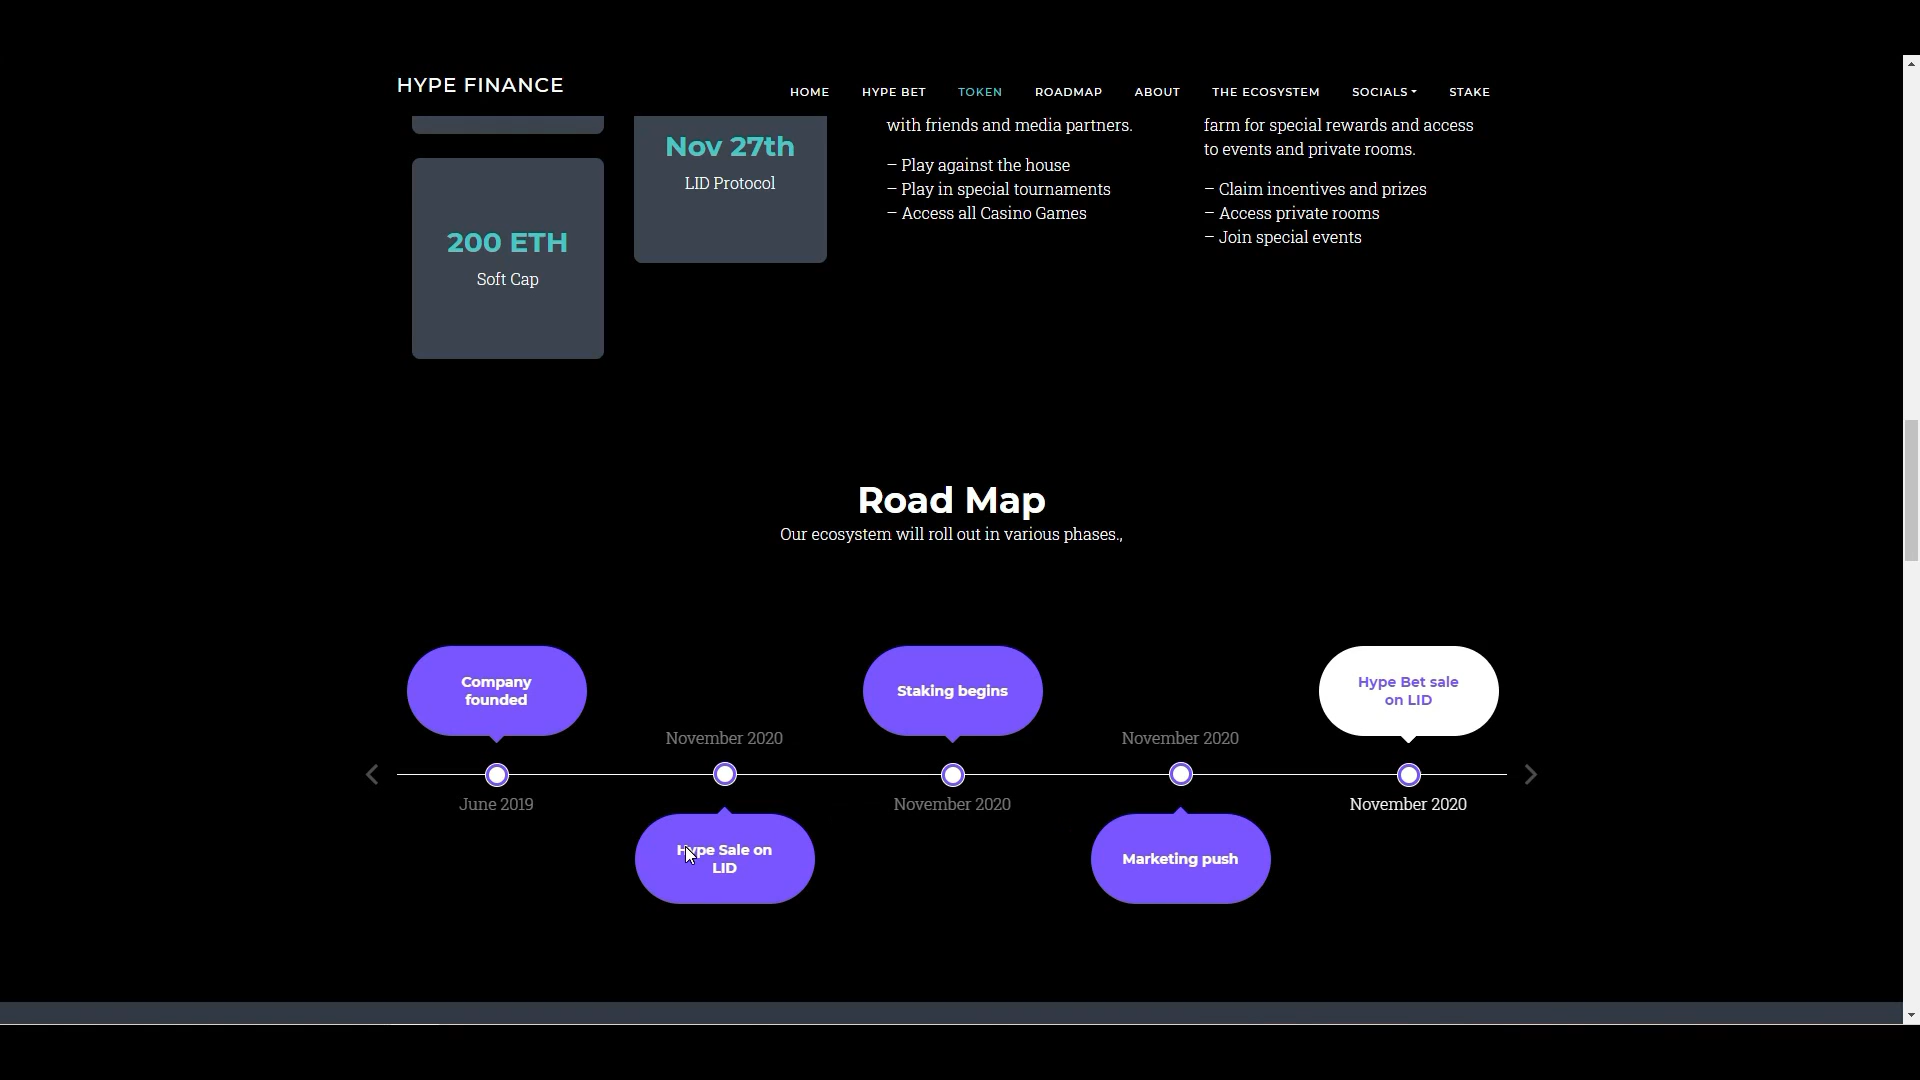 HYPE FINANCE
HOME HYPE BET TOKEN ROADMAP ABOUT THE ECOSYSTEM SOCIALS STAKE
200 ETH
Soft Cap
Nov 27th
LID Protocol
with friends and media partners.
– Play against the house
– Play in special tournaments
– Access all Casino Games
farm for special rewards and access
to events and private rooms.
– Claim incentives and prizes
– Access private rooms
– Join special events
Road Map
Our ecosystem will roll out in various phases.,
Company
founded
June 2019
November 2020
Hype Sale on
LID
Staking begins
November 2020
November 2020
Marketing push
Hype Bet sale
on LID
November 2020